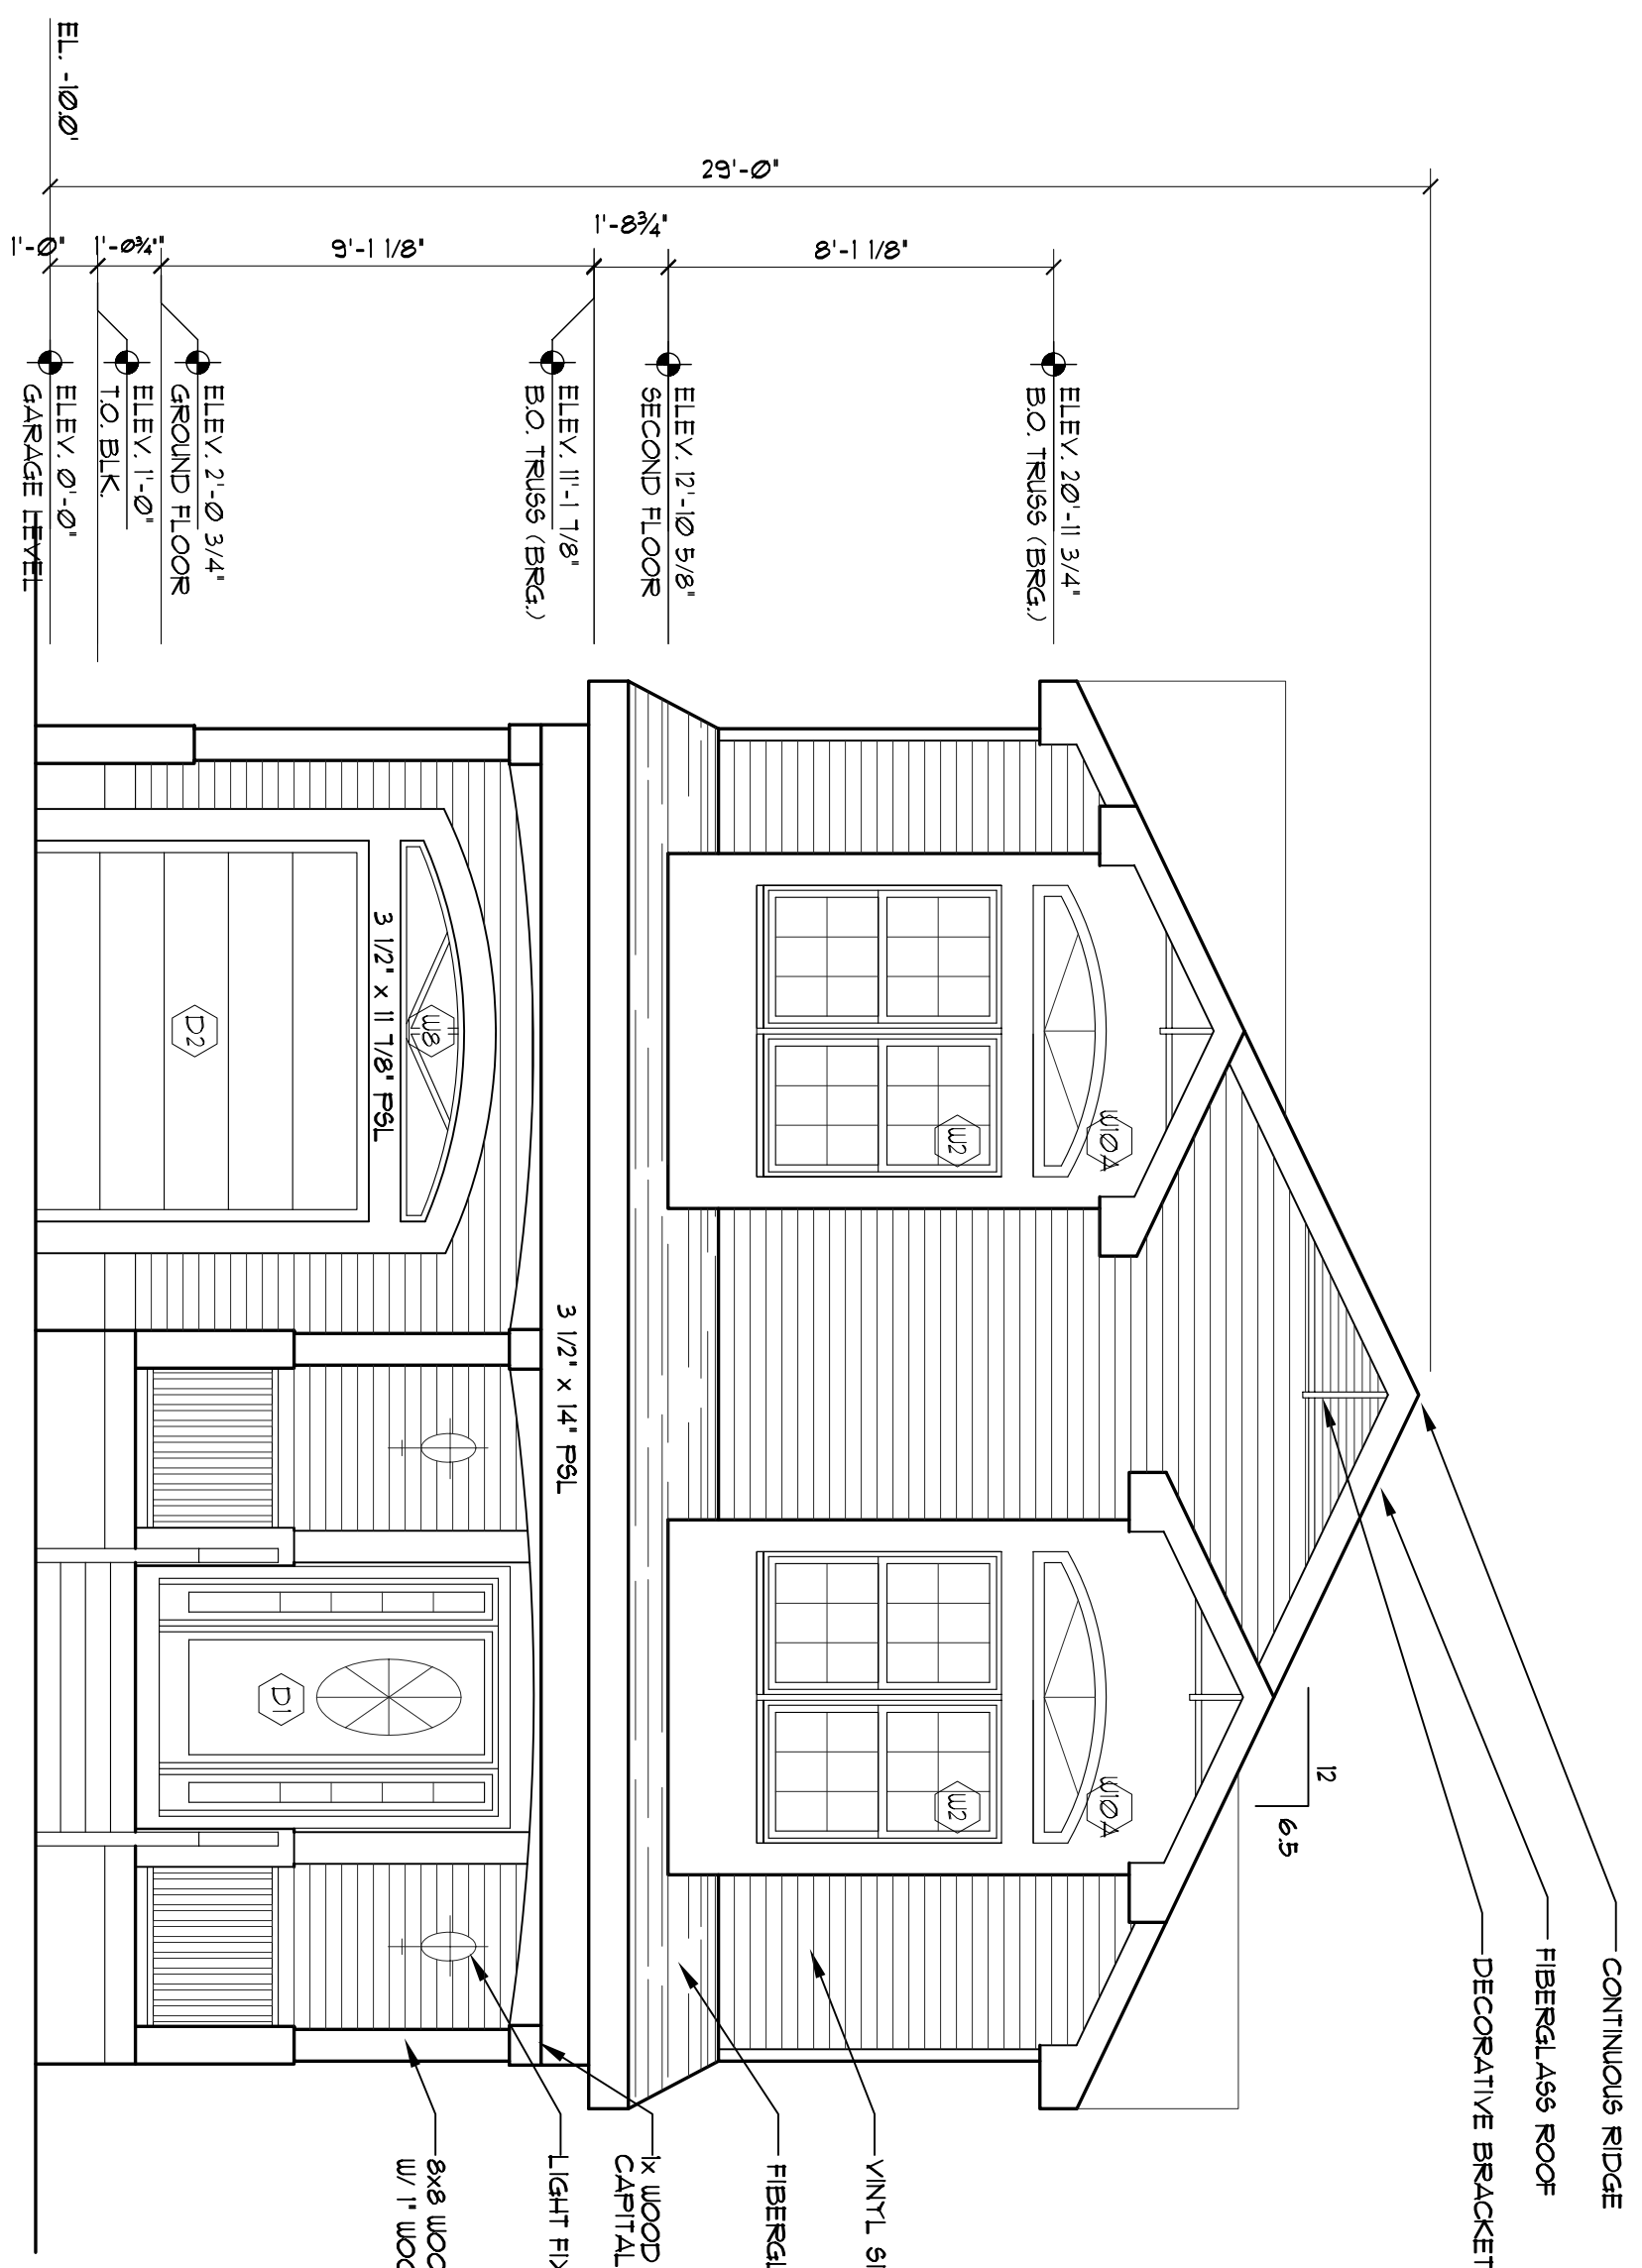 CONTINUOUS RIDGE
FIBERGLASS ROOF
DECORATIVE BRACKET
12
6.5
29'-0"
8'-1 1/8"
1'-8¾"
9'-1 1/8"
1'-0¾"
1'-0"
ELEV. 20'-11 3/4"
B.O. TRUSS (BRG.)
ELEV. 12'-10 5/8"
SECOND FLOOR
ELEV. 11'-1 7/8"
B.O. TRUSS (BRG.)
ELEV. 2'-0 3/4"
GROUND FLOOR
ELEV. 1'-0"
T.O. BLK.
ELEV. 0'-0"
GARAGE LEVEL
EL. -10.0'
W10A
W2
W10A
W2
VINYL SI
FIBERGL
1x WOOD
CAPITAL
LIGHT FIX
8x8 WOO
W/ 1" WOO
3 1/2" x 14" PSL
W8
3 1/2" x 11 7/8" PSL
D2
D1